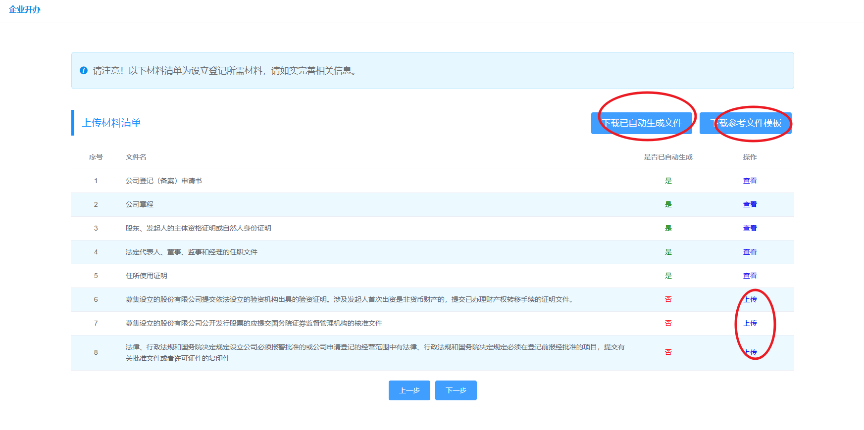 企业开办
请注意！以下材料清单为设立登记所需材料，请如实完善相关信息。
上传材料清单
下载已自动生成文件
下载参考文件模板
序号 文件名 是否已自动生成 操作
1 公司登记（备案）申请书 是 查看
2 公司章程 是 查看
3 股东、发起人的主体资格证明或自然人身份证明 是 查看
4 法定代表人、董事、监事和经理的任职文件 是 查看
5 住所使用证明 是 查看
6 募集设立的股份有限公司提交依法设立的验资机构出具的验资证明。涉及发起人首次出资是非货币财产的，提交已办理财产权转移手续的证明文件。 否 上传
7 募集设立的股份有限公司公开发行股票的应提交国务院证券监督管理机构的核准文件 否 上传
8 法律、行政法规和国务院决定规定设立公司必须报经批准的或公司申请登记的经营范围中有法律、行政法规和国务院决定规定必须在登记前报经批准的项目，提交有 否 上传
关批准文件或者许可证件的复印件
上一步 下一步